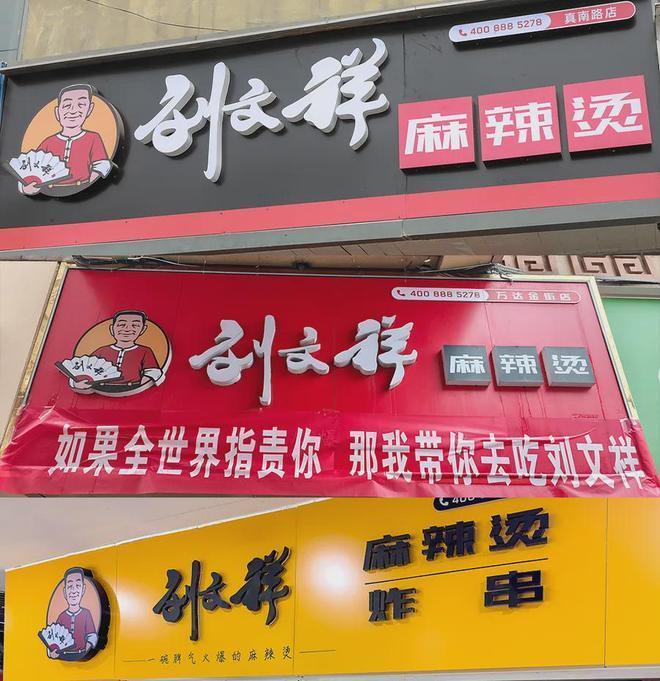 400 888 5278 真南路店
刘文祥
麻辣烫
400 888 5278 万达金街店
刘文祥
麻辣烫
如果全世界指责你 那我带你去吃刘文祥
刘文祥
麻辣烫
炸 串
一碗脾气火爆的麻辣烫